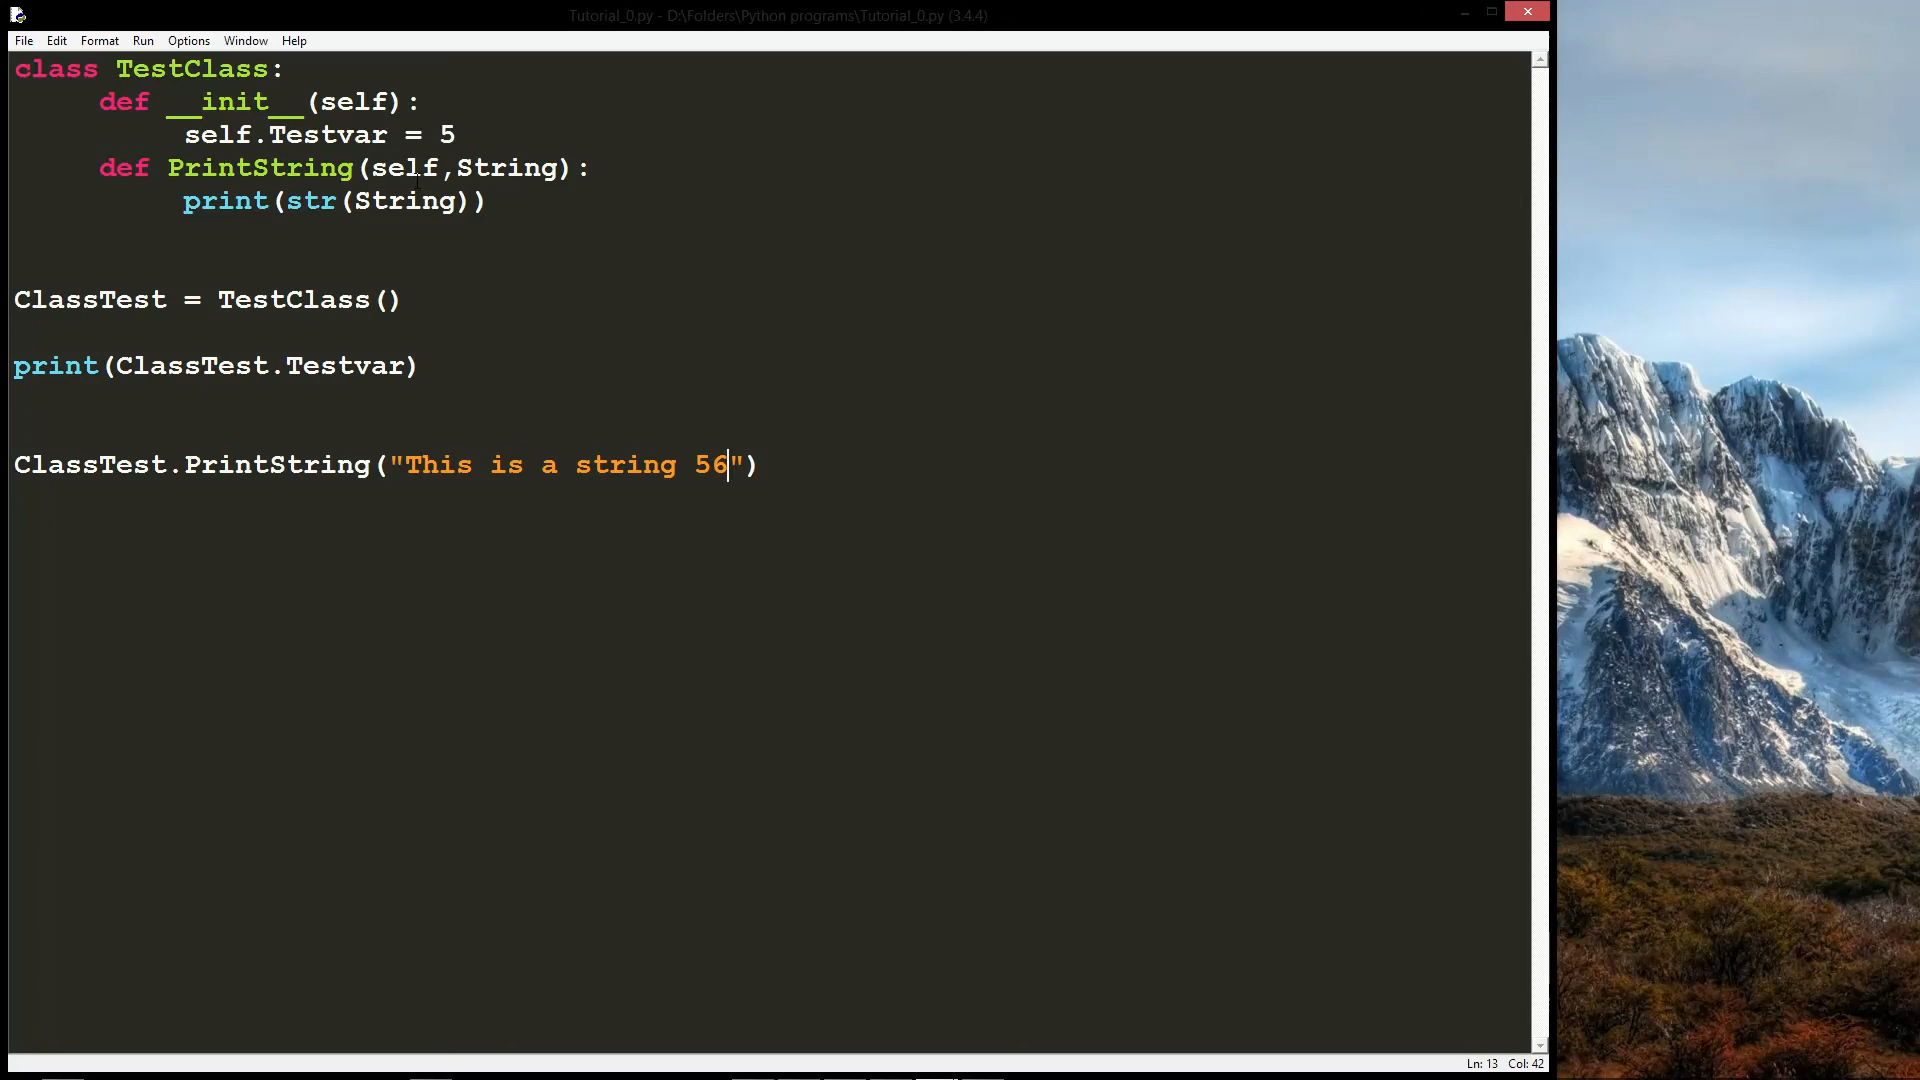 Tutorial_0.py - D:\Folders\Python programs\Tutorial_0.py (3.4.4)
File Edit Format Run Options Window Help
class TestClass:
def __init__(self):
self.Testvar = 5
def PrintString(self,String):
print(str(String))
ClassTest = TestClass()
print(ClassTest.Testvar)
ClassTest.PrintString("This is a string 56")
Ln: 13 Col: 42